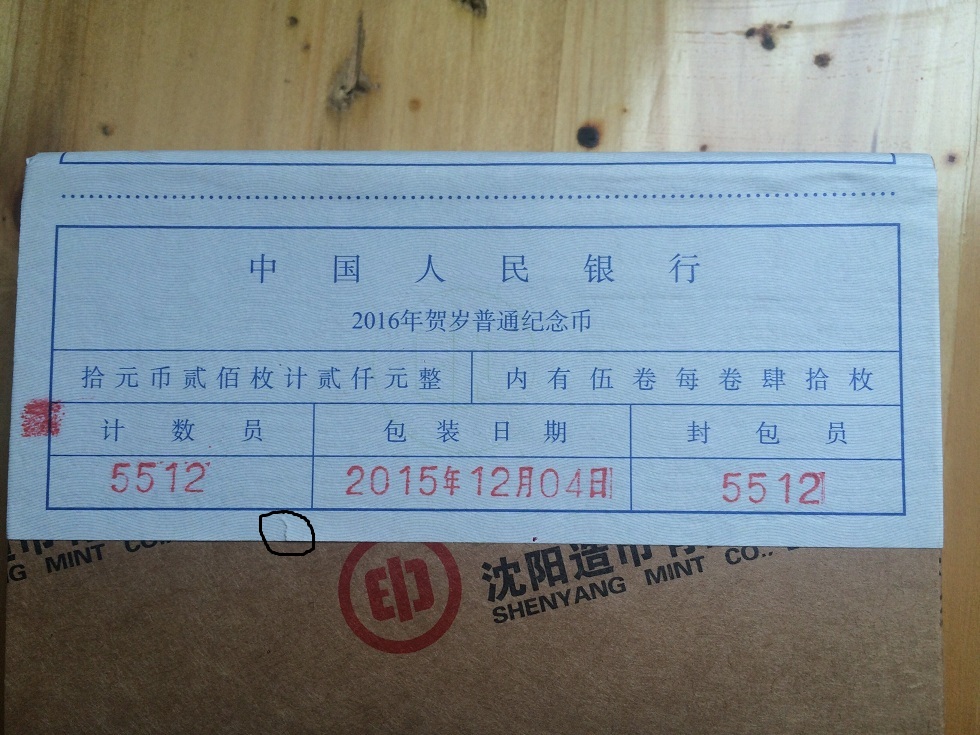 中国人民银行
2016年贺岁普通纪念币
拾元币贰佰枚计贰仟元整 内有伍卷每卷肆拾枚
计数员 包装日期 封包员
5512 2015年12月04日 5512
MINT CO.. 印 沈阳造币
SHENYANG MINT CO..